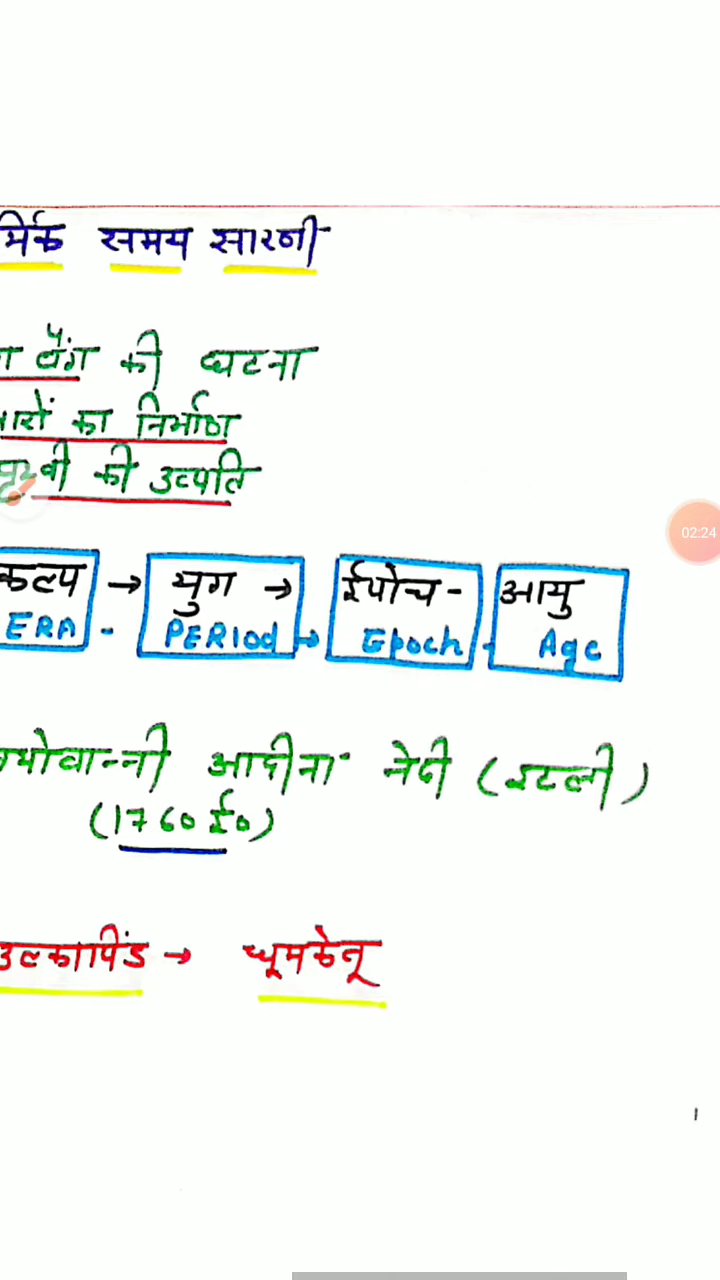 र्मिक समय सारणी
ग बैंग की घटना
तारों का निर्माण
पृथ्वी की उत्पति
02:24
कल्प → युग → ईपोच - आयु
ERA - PERIod → Epoch - Age
योवान्नी आदीना (इटली)
(1760 ई०)
उल्कापिंड → धूमकेतू